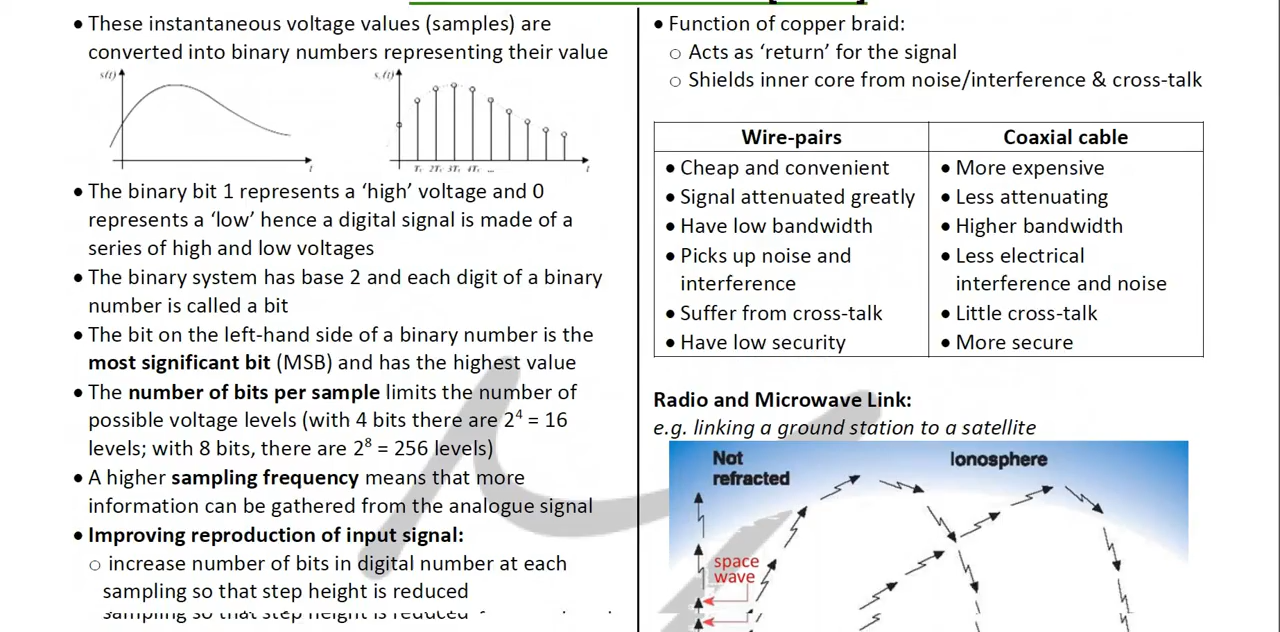 • These instantaneous voltage values (samples) are
converted into binary numbers representing their value
s(t)
t
t
• The binary bit 1 represents a ‘high’ voltage and 0
represents a ‘low’ hence a digital signal is made of a
series of high and low voltages
• The binary system has base 2 and each digit of a binary
number is called a bit
• The bit on the left-hand side of a binary number is the
most significant bit (MSB) and has the highest value
• The number of bits per sample limits the number of
possible voltage levels (with 4 bits there are 2⁴ = 16
levels; with 8 bits, there are 2⁸ = 256 levels)
• A higher sampling frequency means that more
information can be gathered from the analogue signal
• Improving reproduction of input signal:
○ increase number of bits in digital number at each
sampling so that step height is reduced
sampling so that step height is reduced
• Function of copper braid:
○ Acts as ‘return’ for the signal
○ Shields inner core from noise/interference & cross-talk
Wire-pairs
• Cheap and convenient
• Signal attenuated greatly
• Have low bandwidth
• Picks up noise and
interference
• Suffer from cross-talk
• Have low security
Coaxial cable
• More expensive
• Less attenuating
• Higher bandwidth
• Less electrical
interference and noise
• Little cross-talk
• More secure
Radio and Microwave Link:
e.g. linking a ground station to a satellite
Not
refracted
Ionosphere
space
wave